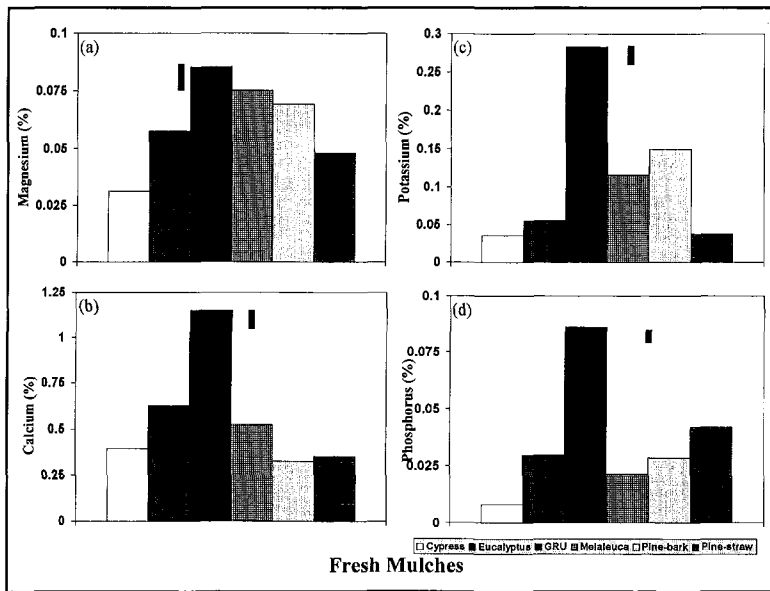 (a)
0.1
0.075
0.05
0.025
0
Magnesium (%)
(c)
0.3
0.25
0.2
0.15
0.1
0.05
0
Potassium (%)
(b)
1.25
1
0.75
0.5
0.25
0
Calcium (%)
(d)
0.1
0.075
0.05
0.025
0
Phosphorus (%)
Cypress Eucalyptus GRU Melaleuca Pine-bark Pine-straw
Fresh Mulches